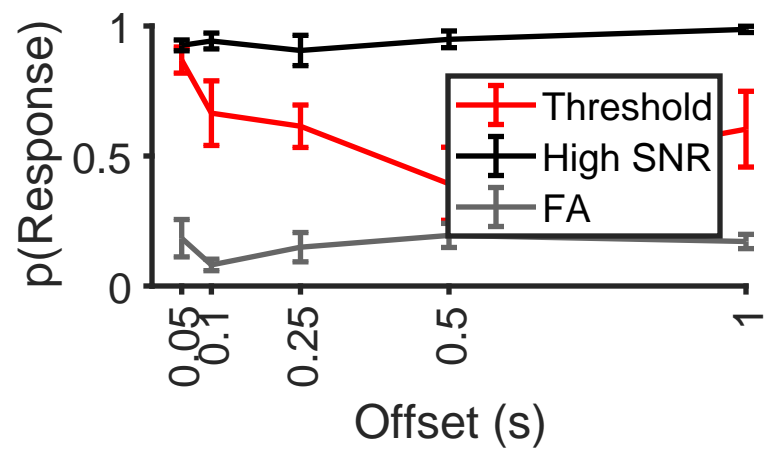 p(Response)
1
0.5
0
Threshold
High SNR
FA
0.05
0.1
0.25
0.5
1
Offset (s)